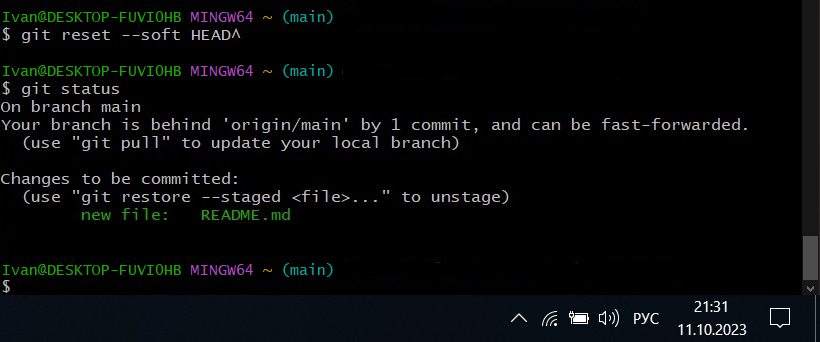 Ivan@DESKTOP-FUVIOHB MINGW64 ~ (main)
$ git reset --soft HEAD^
Ivan@DESKTOP-FUVIOHB MINGW64 ~ (main)
$ git status
On branch main
Your branch is behind 'origin/main' by 1 commit, and can be fast-forwarded.
(use "git pull" to update your local branch)
Changes to be committed:
(use "git restore --staged <file>..." to unstage)
new file: README.md
Ivan@DESKTOP-FUVIOHB MINGW64 ~ (main)
$
РУС
21:31
11.10.2023